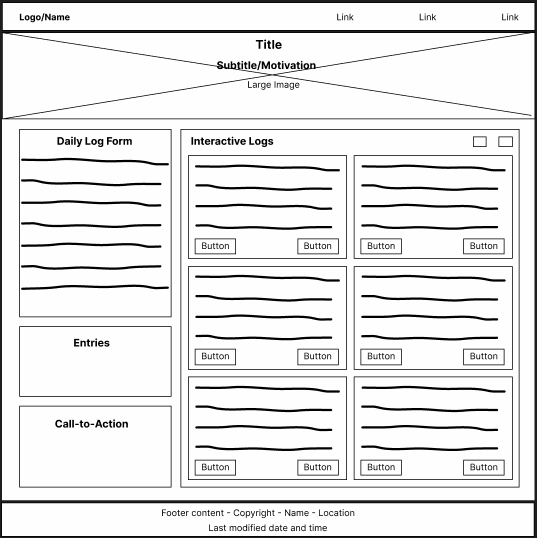 Logo/Name Link Link Link
Title
Subtitle/Motivation
Large Image
Daily Log Form
Interactive Logs
Button Button
Button Button
Button Button
Button Button
Button Button
Button Button
Entries
Call-to-Action
Footer content - Copyright - Name - Location
Last modified date and time